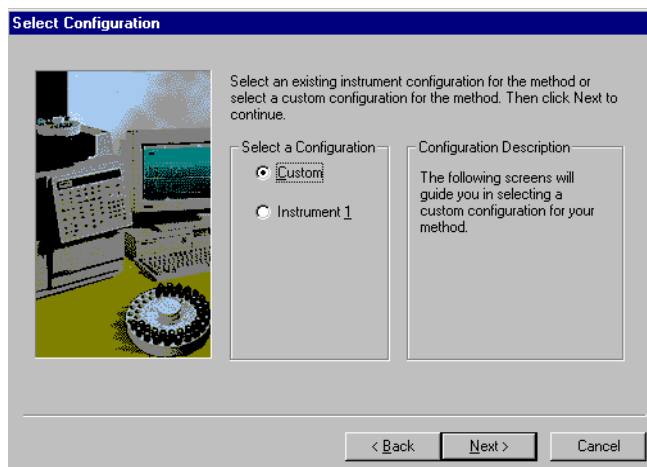 Select Configuration
Select an existing instrument configuration for the method or
select a custom configuration for the method. Then click Next to
continue.
Select a Configuration
Custom
Instrument 1
Configuration Description
The following screens will
guide you in selecting a
custom configuration for your
method.
< Back
Next >
Cancel